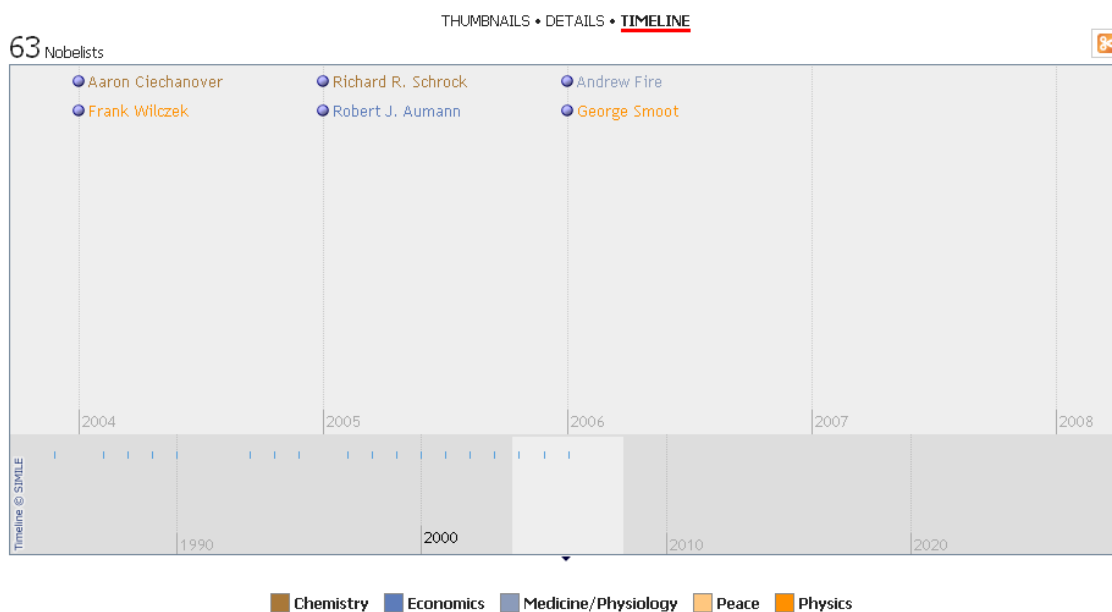 THUMBNAILS • DETAILS • TIMELINE
63 Nobelists
Aaron Ciechanover Richard R. Schrock Andrew Fire
Frank Wilczek Robert J. Aumann George Smoot
2004 2005 2006 2007 2008
Timeline © SIMILE
1990 2000 2010 2020
Chemistry Economics Medicine/Physiology Peace Physics